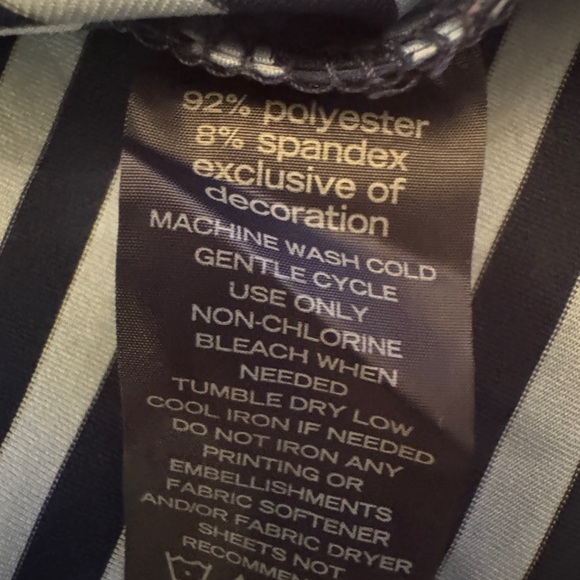 92% polyester
8% spandex
exclusive of
decoration
MACHINE WASH COLD
GENTLE CYCLE
USE ONLY
NON-CHLORINE
BLEACH WHEN
NEEDED
TUMBLE DRY LOW
COOL IRON IF NEEDED
DO NOT IRON ANY
PRINTING OR
EMBELLISHMENTS
FABRIC SOFTENER
AND/OR FABRIC DRYER
SHEETS NOT